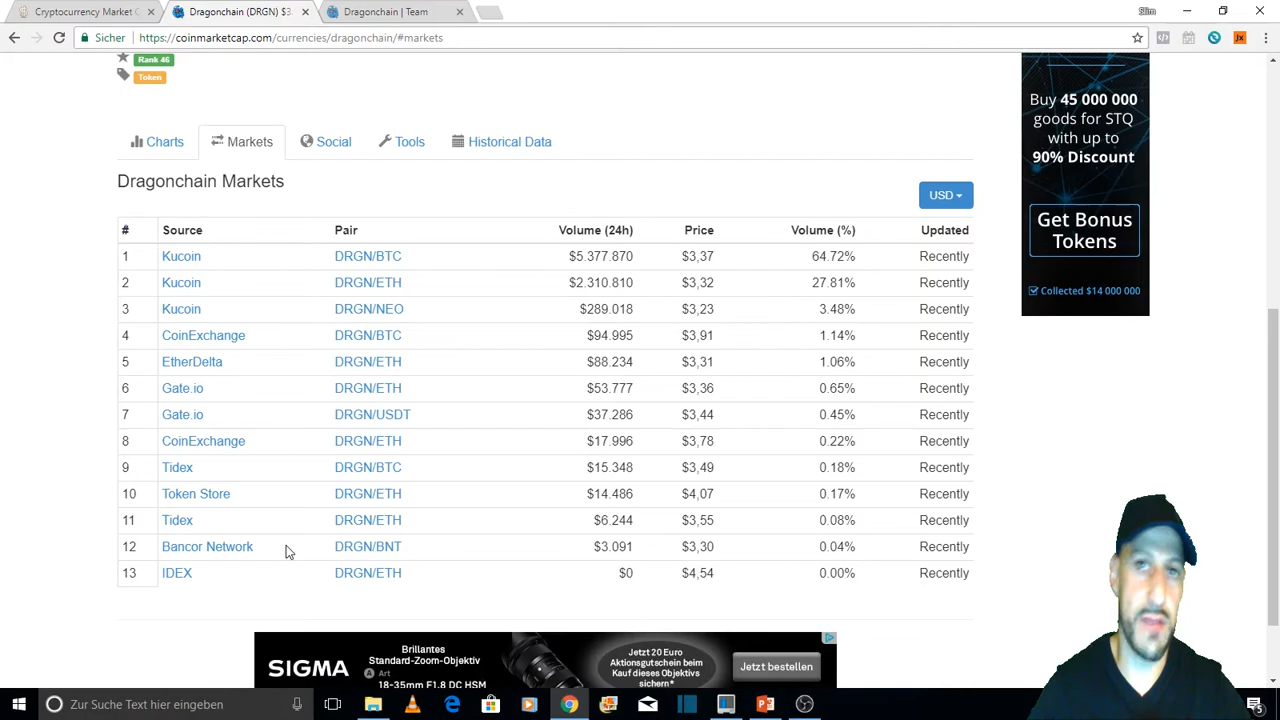 Cryptocurrency Market C
Dragonchain (DRGN) $3.
Dragonchain | Team
Slim
Sicher
https://coinmarketcap.com/currencies/dragonchain/#markets
Rank 46
Token
Charts
Markets
Social
Tools
Historical Data
Dragonchain Markets
USD
# Source Pair Volume (24h) Price Volume (%) Updated
1 Kucoin DRGN/BTC $5.377.870 $3,37 64.72% Recently
2 Kucoin DRGN/ETH $2.310.810 $3,32 27.81% Recently
3 Kucoin DRGN/NEO $289.018 $3,23 3.48% Recently
4 CoinExchange DRGN/BTC $94.995 $3,91 1.14% Recently
5 EtherDelta DRGN/ETH $88.234 $3,31 1.06% Recently
6 Gate.io DRGN/ETH $53.777 $3,36 0.65% Recently
7 Gate.io DRGN/USDT $37.286 $3,44 0.45% Recently
8 CoinExchange DRGN/ETH $17.996 $3,78 0.22% Recently
9 Tidex DRGN/BTC $15.348 $3,49 0.18% Recently
10 Token Store DRGN/ETH $14.486 $4,07 0.17% Recently
11 Tidex DRGN/ETH $6.244 $3,55 0.08% Recently
12 Bancor Network DRGN/BNT $3.091 $3,30 0.04% Recently
13 IDEX DRGN/ETH $0 $4,54 0.00% Recently
Buy 45 000 000
goods for STQ
with up to
90% Discount
Get Bonus
Tokens
Collected $14 000 000
SIGMA
Brillantes
Standard-Zoom-Objektiv
A Art
18-35mm F1.8 DC HSM
Jetzt 20 Euro
Aktionsgutschein beim
Kauf dieses Objektivs
sichern*
Jetzt bestellen
Zur Suche Text hier eingeben